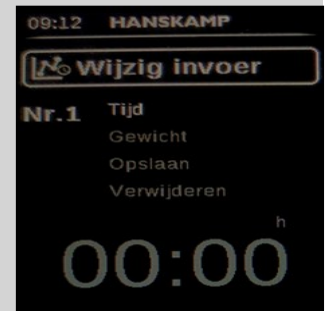 09:12 HANSKAMP
Wijzig invoer
Nr.1 Tijd
Gewicht
Opslaan
Verwijderen
h
00:00